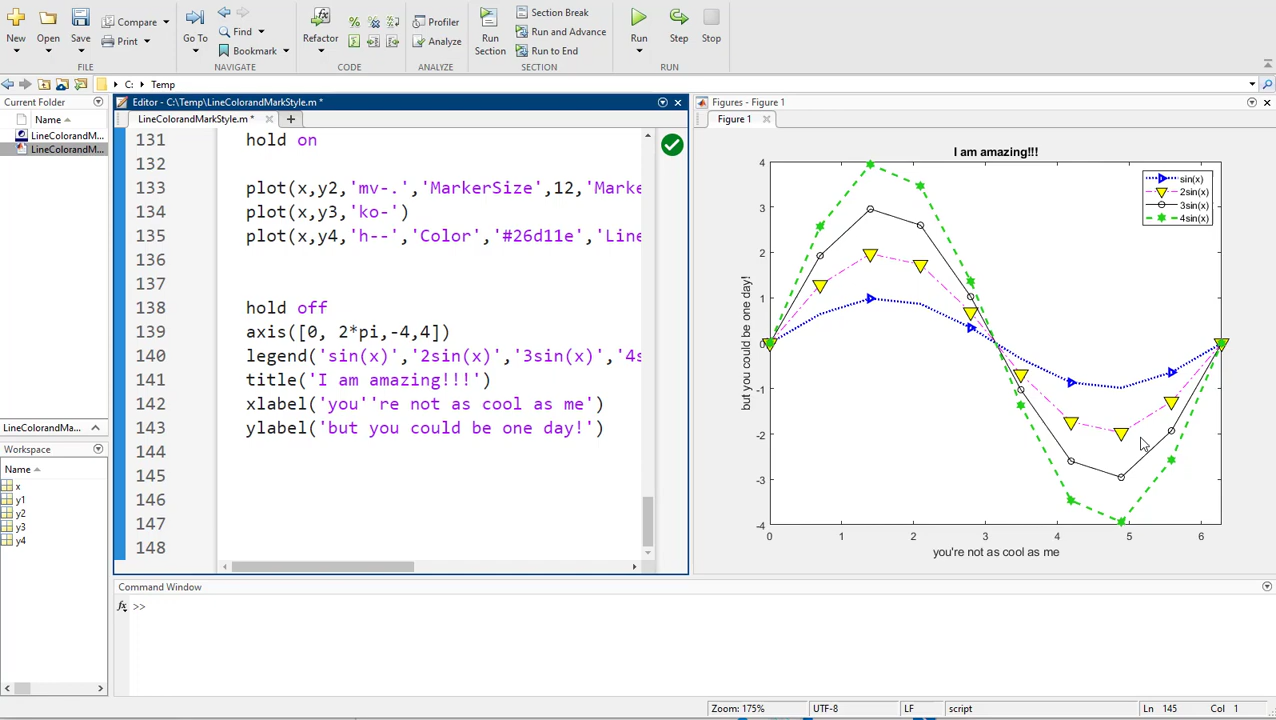 New
Open
Save
Compare
Print
FILE
Go To
Find
Bookmark
NAVIGATE
Refactor
CODE
Profiler
Analyze
ANALYZE
Run
Section
Section Break
Run and Advance
Run to End
SECTION
Run
Step
Stop
RUN
C: Temp
Current Folder
Name
LineColorandM...
LineColorandM...
LineColorandMa...
Workspace
Name
x
y1
y2
y3
y4
Editor - C:\Temp\LineColorandMarkStyle.m *
LineColorandMarkStyle.m *
131 hold on
132
133 plot(x,y2,'mv-.','MarkerSize',12,'Marke
134 plot(x,y3,'ko-')
135 plot(x,y4,'h--','Color','#26d11e','Line
136
137
138 hold off
139 axis([0, 2*pi,-4,4])
140 legend('sin(x)','2sin(x)','3sin(x)','4s
141 title('I am amazing!!!')
142 xlabel('you''re not as cool as me')
143 ylabel('but you could be one day!')
144
145
146
147
148
Figures - Figure 1
Figure 1
I am amazing!!!
sin(x)
2sin(x)
3sin(x)
4sin(x)
but you could be one day!
4
3
2
1
0
-1
-2
-3
-4
0 1 2 3 4 5 6
you're not as cool as me
Command Window
fx >>
Zoom: 175% UTF-8 LF script Ln 145 Col 1